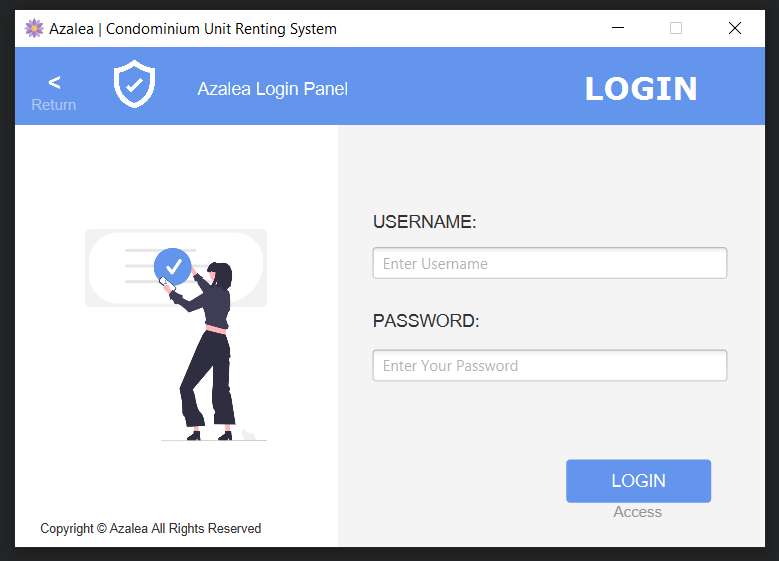 Azalea | Condominium Unit Renting System
<
Return
Azalea Login Panel
LOGIN
USERNAME:
Enter Username
PASSWORD:
Enter Your Password
LOGIN
Access
Copyright © Azalea All Rights Reserved